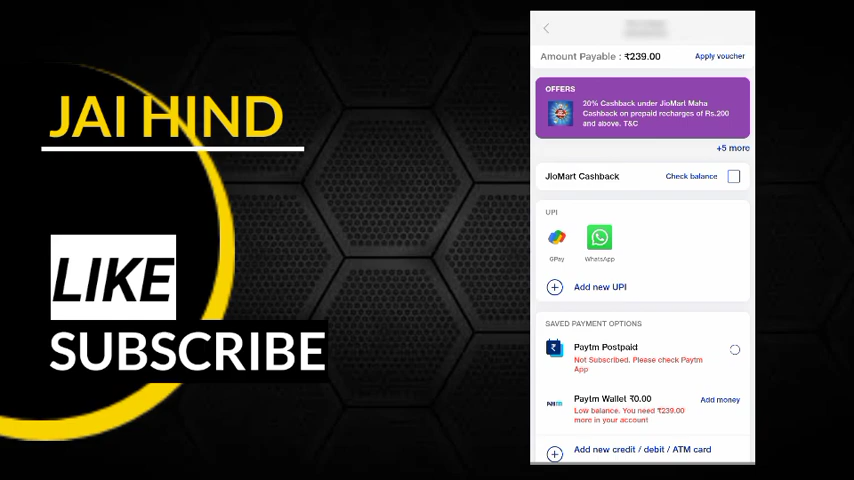 JAI HIND
LIKE
SUBSCRIBE
Amount Payable : ₹239.00
Apply voucher
OFFERS
20% Cashback under JioMart Maha
Cashback on prepaid recharges of Rs.200
and above. T&C
+5 more
JioMart Cashback
Check balance
UPI
GPay
WhatsApp
Add new UPI
SAVED PAYMENT OPTIONS
Paytm Postpaid
Not Subscribed. Please check Paytm
App
Paytm Wallet ₹0.00
Add money
Low balance. You need ₹239.00
more in your account
Add new credit / debit / ATM card